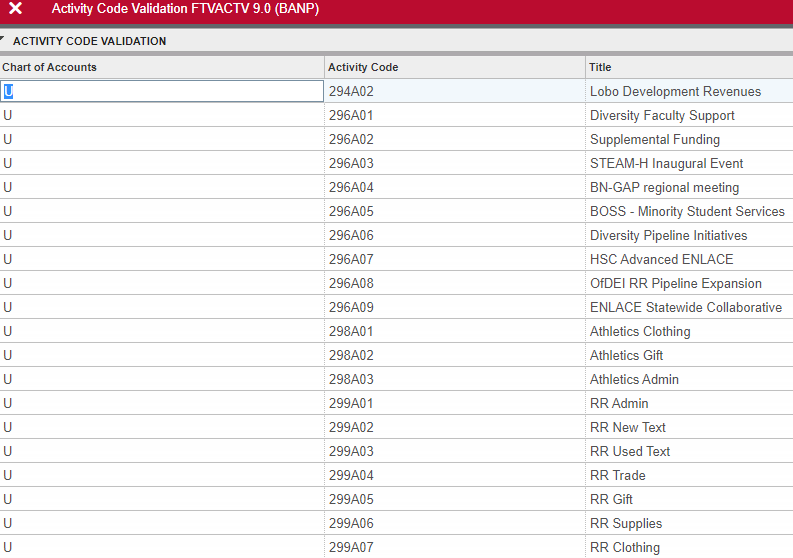 Activity Code Validation FTVACTV 9.0 (BANP)
ACTIVITY CODE VALIDATION
Chart of Accounts Activity Code Title
U 294A02 Lobo Development Revenues
U 296A01 Diversity Faculty Support
U 296A02 Supplemental Funding
U 296A03 STEAM-H Inaugural Event
U 296A04 BN-GAP regional meeting
U 296A05 BOSS - Minority Student Services
U 296A06 Diversity Pipeline Initiatives
U 296A07 HSC Advanced ENLACE
U 296A08 OfDEI RR Pipeline Expansion
U 296A09 ENLACE Statewide Collaborative
U 298A01 Athletics Clothing
U 298A02 Athletics Gift
U 298A03 Athletics Admin
U 299A01 RR Admin
U 299A02 RR New Text
U 299A03 RR Used Text
U 299A04 RR Trade
U 299A05 RR Gift
U 299A06 RR Supplies
U 299A07 RR Clothing